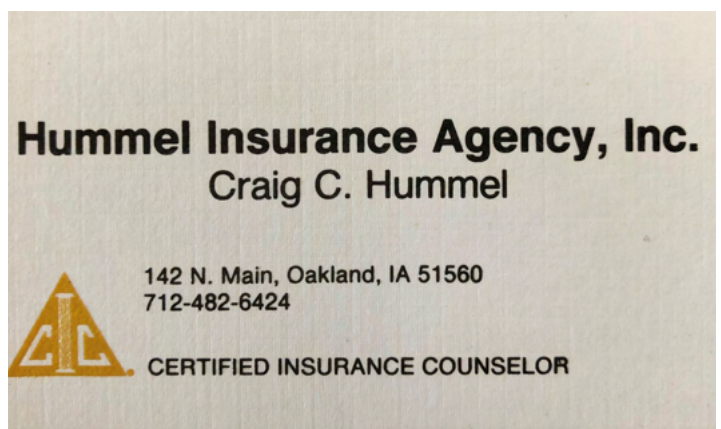 Hummel Insurance Agency, Inc.
Craig C. Hummel
142 N. Main, Oakland, IA 51560
712-482-6424
CIC
CERTIFIED INSURANCE COUNSELOR